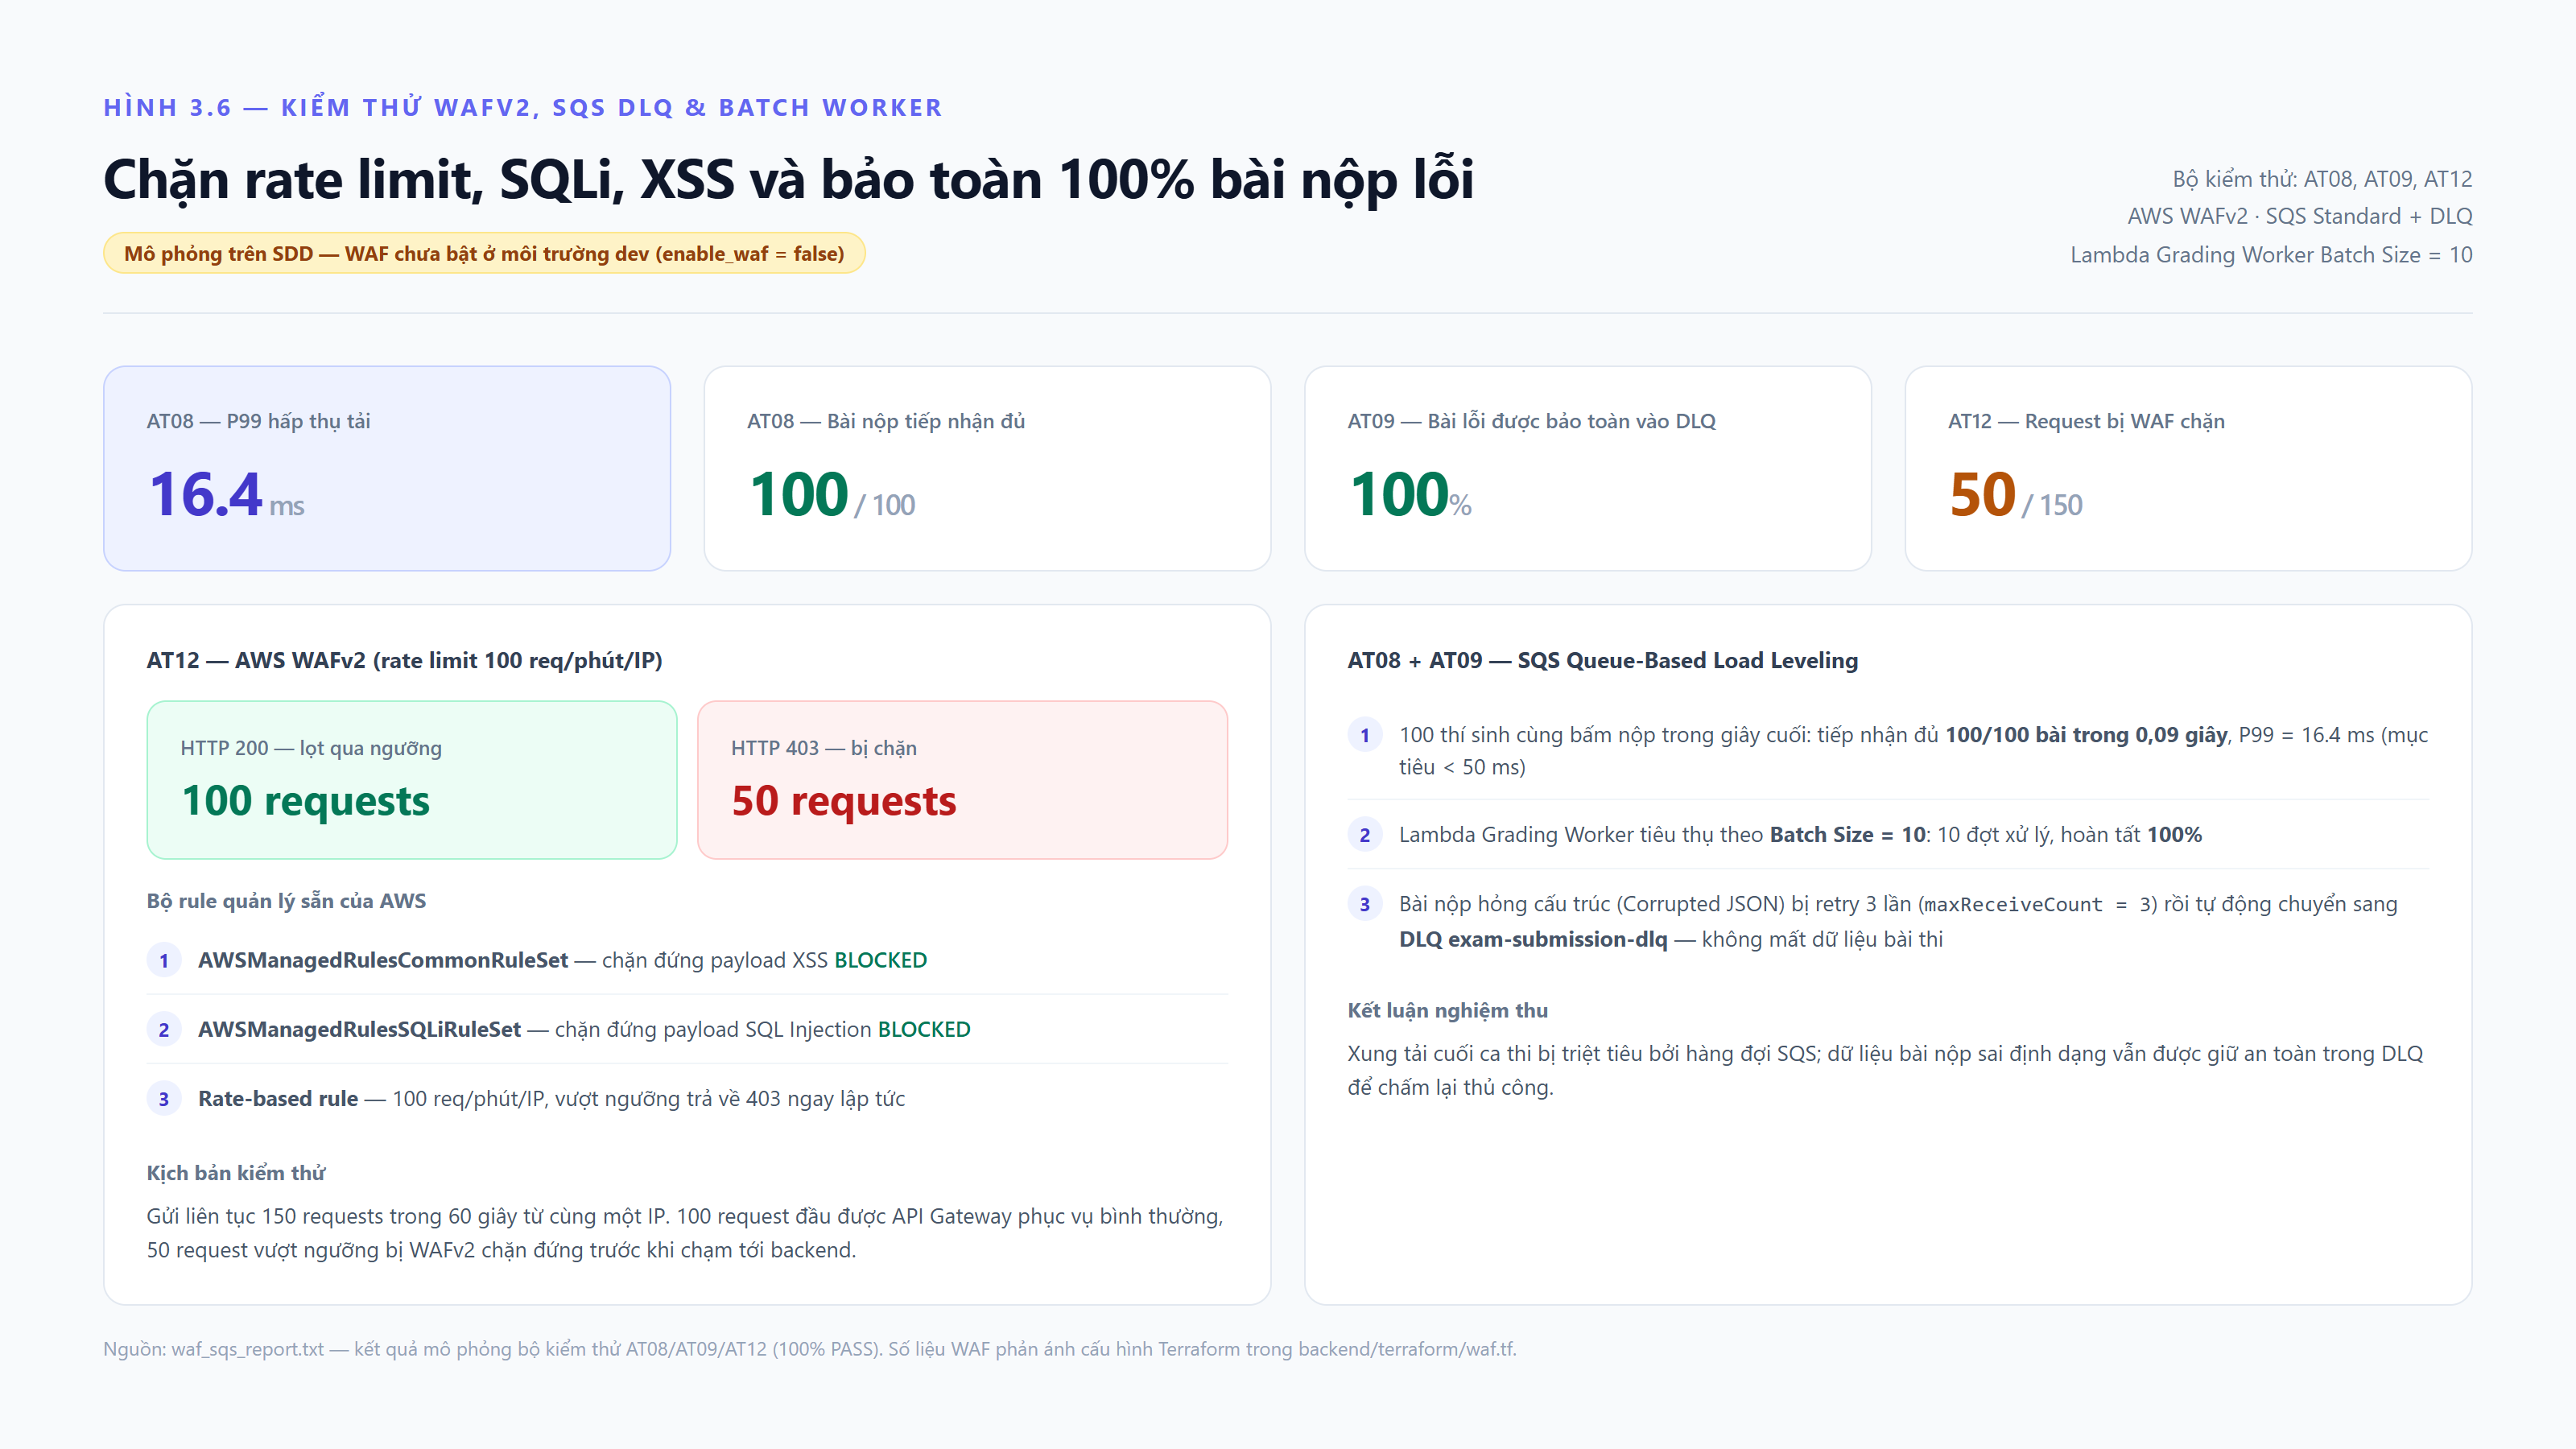 HÌNH 3.6 — KIỂM THỬ WAFV2, SQS DLQ & BATCH WORKER
Chặn rate limit, SQLi, XSS và bảo toàn 100% bài nộp lỗi
Mô phỏng trên SDD — WAF chưa bật ở môi trường dev (enable_waf = false)
Bộ kiểm thử: AT08, AT09, AT12
AWS WAFv2 · SQS Standard + DLQ
Lambda Grading Worker Batch Size = 10
AT08 — P99 hấp thụ tải
16.4 ms
AT08 — Bài nộp tiếp nhận đủ
100 / 100
AT09 — Bài lỗi được bảo toàn vào DLQ
100%
AT12 — Request bị WAF chặn
50 / 150
AT12 — AWS WAFv2 (rate limit 100 req/phút/IP)
HTTP 200 — lọt qua ngưỡng
100 requests
HTTP 403 — bị chặn
50 requests
Bộ rule quản lý sẵn của AWS
1 AWSManagedRulesCommonRuleSet — chặn đứng payload XSS BLOCKED
2 AWSManagedRulesSQLiRuleSet — chặn đứng payload SQL Injection BLOCKED
3 Rate-based rule — 100 req/phút/IP, vượt ngưỡng trả về 403 ngay lập tức
Kịch bản kiểm thử
Gửi liên tục 150 requests trong 60 giây từ cùng một IP. 100 request đầu được API Gateway phục vụ bình thường,
50 request vượt ngưỡng bị WAFv2 chặn đứng trước khi chạm tới backend.
AT08 + AT09 — SQS Queue-Based Load Leveling
1 100 thí sinh cùng bấm nộp trong giây cuối: tiếp nhận đủ 100/100 bài trong 0,09 giây, P99 = 16.4 ms (mục
tiêu < 50 ms)
2 Lambda Grading Worker tiêu thụ theo Batch Size = 10: 10 đợt xử lý, hoàn tất 100%
3 Bài nộp hỏng cấu trúc (Corrupted JSON) bị retry 3 lần (maxReceiveCount = 3) rồi tự động chuyển sang
DLQ exam-submission-dlq — không mất dữ liệu bài thi
Kết luận nghiệm thu
Xung tải cuối ca thi bị triệt tiêu bởi hàng đợi SQS; dữ liệu bài nộp sai định dạng vẫn được giữ an toàn trong DLQ
để chấm lại thủ công.
Nguồn: waf_sqs_report.txt — kết quả mô phỏng bộ kiểm thử AT08/AT09/AT12 (100% PASS). Số liệu WAF phản ánh cấu hình Terraform trong backend/terraform/waf.tf.